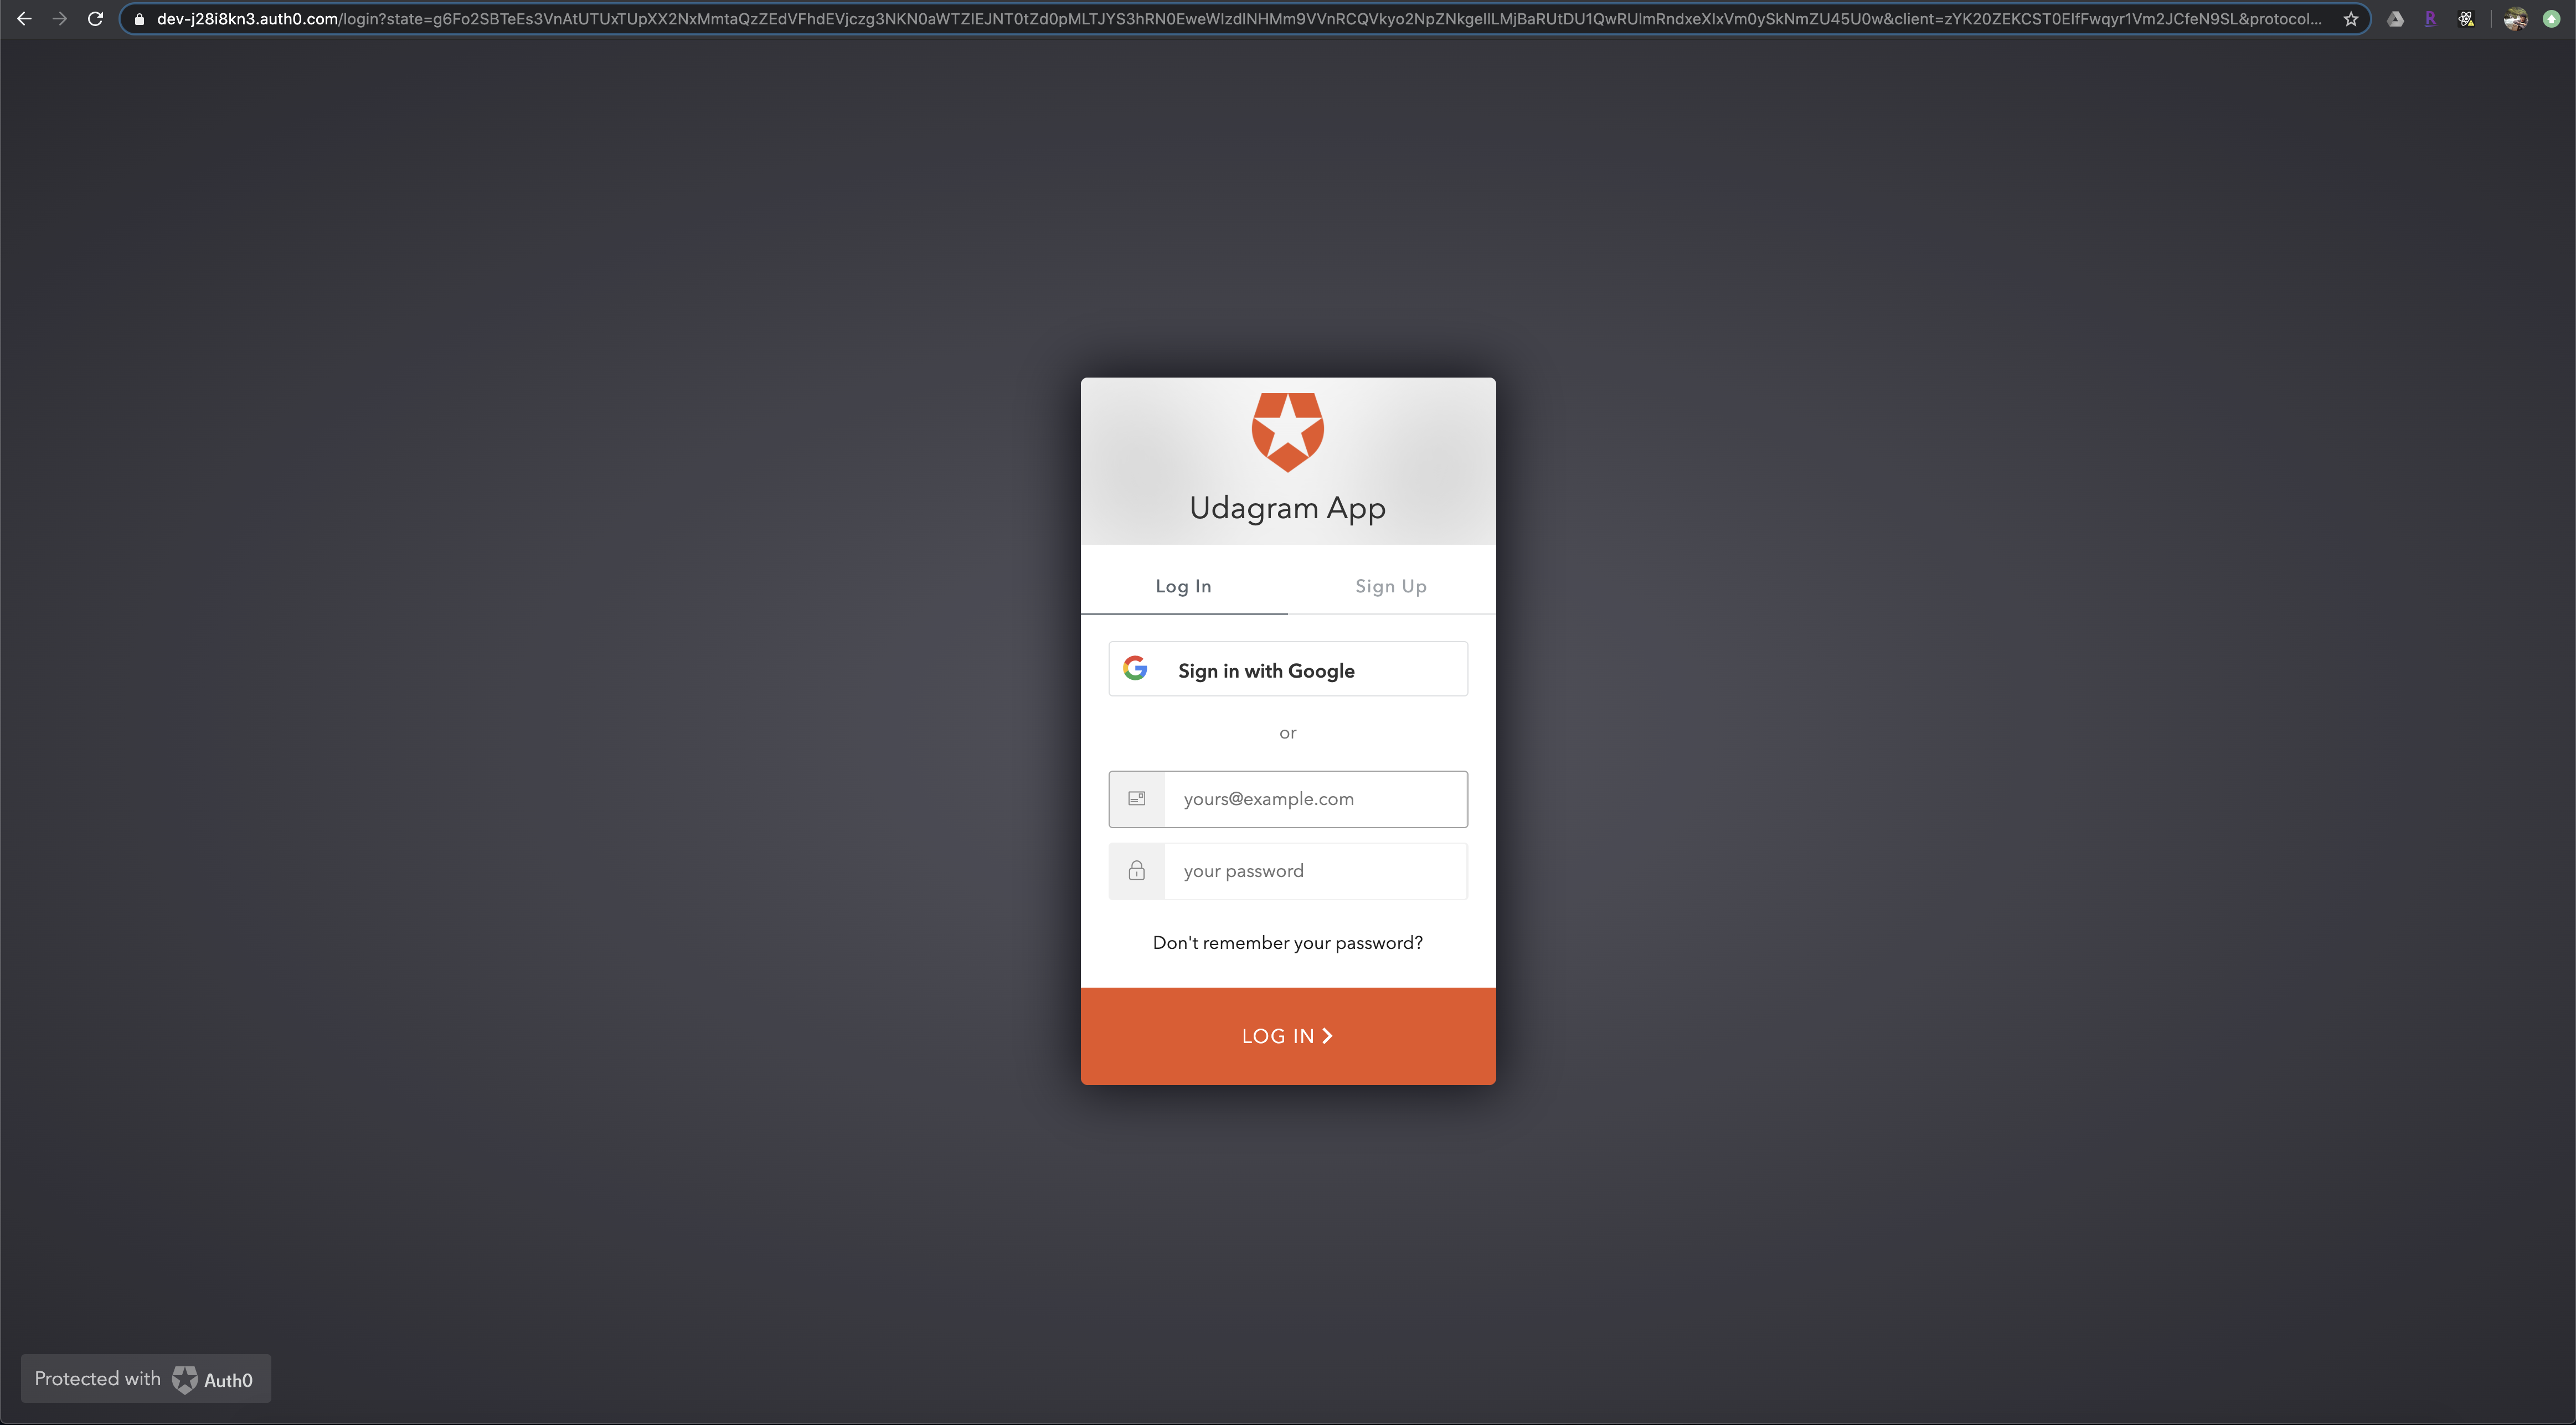 dev-j28i8kn3.auth0.com/login?state=g6Fo2SBTeEs3VnAtUTUxTUpXX2NxMmtaQzZEdVFhdEVjczg3NKN0aWTZIEJNT0tZd0pMLTJYS3hRN0EweWIzdlNHMm9VVnRCQVkyo2NpZNkgellLMjBaRUtDU1QwRUlmRndxeXIxVm0ySkNmZU45U0w&client=zYK20ZEKCST0EIfFwqyr1Vm2JCfeN9SL&protocol...
Udagram App
Log In Sign Up
Sign in with Google
or
yours@example.com
your password
Don't remember your password?
LOG IN
Protected with Auth0